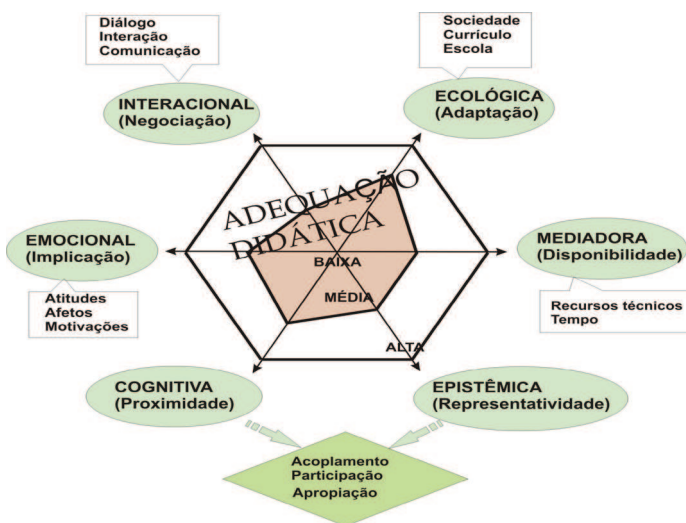 Diálogo
Interação
Comunicação
Sociedade
Currículo
Escola
INTERACIONAL
(Negociação)
ECOLÓGICA
(Adaptação)
ADEQUAÇÃO
DIDÁTICA
EMOCIONAL
(Implicação)
BAIXA
MEDIADORA
(Disponibilidade)
Atitudes
Afetos
Motivações
MÉDIA
Recursos técnicos
Tempo
ALTA
COGNITIVA
(Proximidade)
EPISTÊMICA
(Representatividade)
Acoplamento
Participação
Apropiação